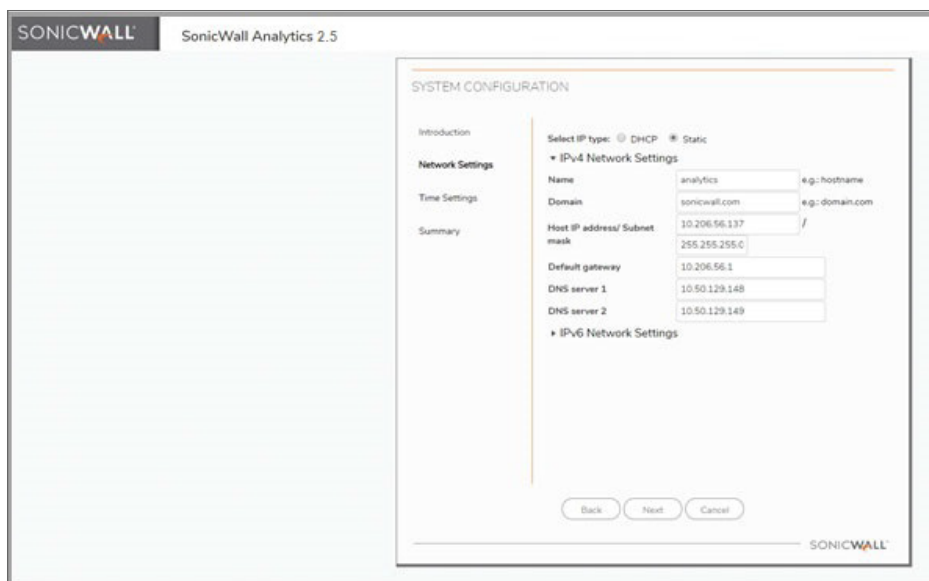 SONICWALL
SonicWall Analytics 2.5
SYSTEM CONFIGURATION
Introduction
Network Settings
Time Settings
Summary
Select IP type: DHCP Static
IPv4 Network Settings
Name analytics e.g.: hostname
Domain sonicwall.com e.g.: domain.com
Host IP address/ Subnet mask 10.206.56.137 /
255.255.255.0
Default gateway 10.206.56.1
DNS server 1 10.50.129.148
DNS server 2 10.50.129.149
IPv6 Network Settings
Back Next Cancel
SONICWALL